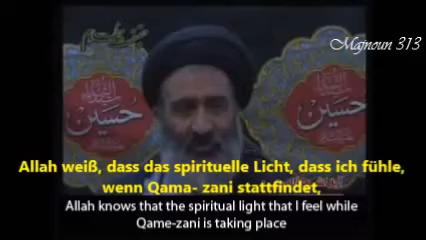 Majnoun 313
حسين
حسين
Allah weiß, dass das spirituelle Licht, dass ich fühle,
wenn Qama- zani stattfindet,
Allah knows that the spiritual light that I feel while
Qame-zani is taking place